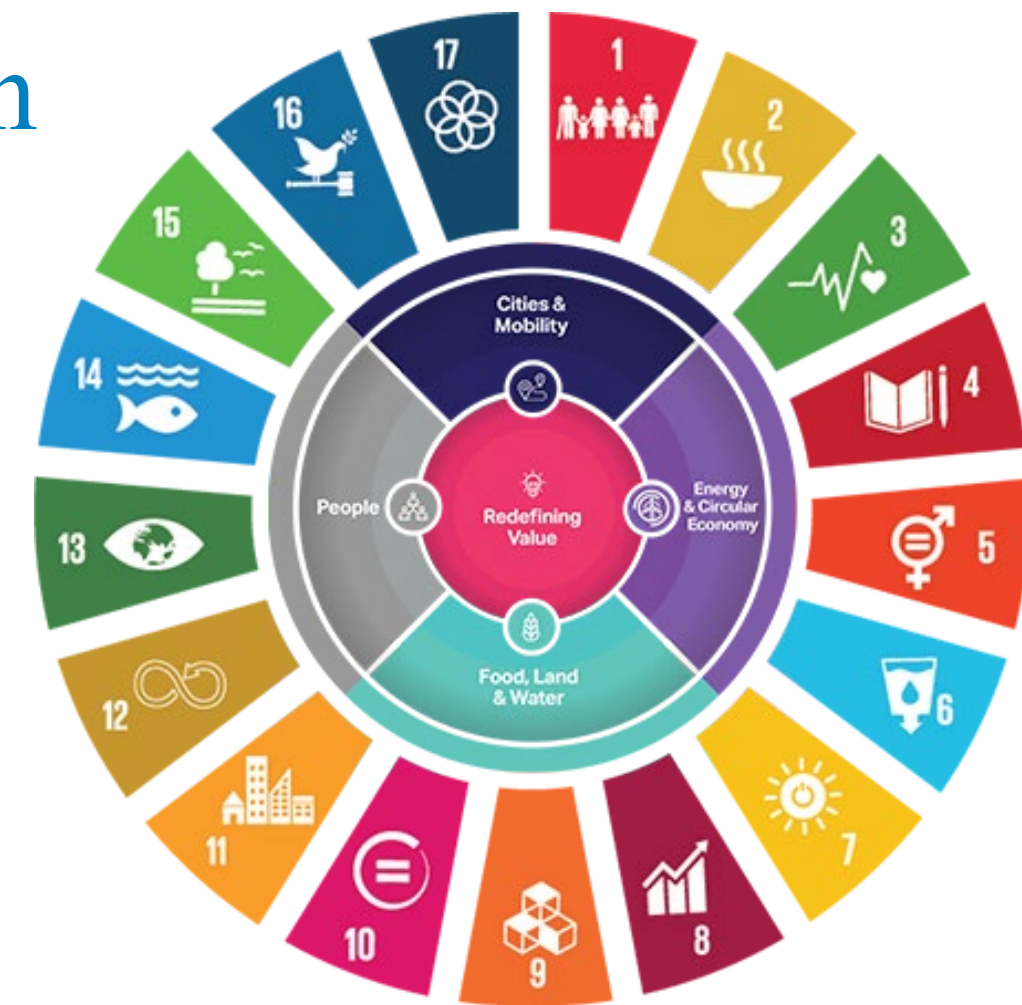 17
1
16
2
15
3
Cities &
Mobility
14
4
People
Redefining
Value
Energy
& Circular
Economy
13
5
Food, Land
& Water
12
6
11
7
10
8
9